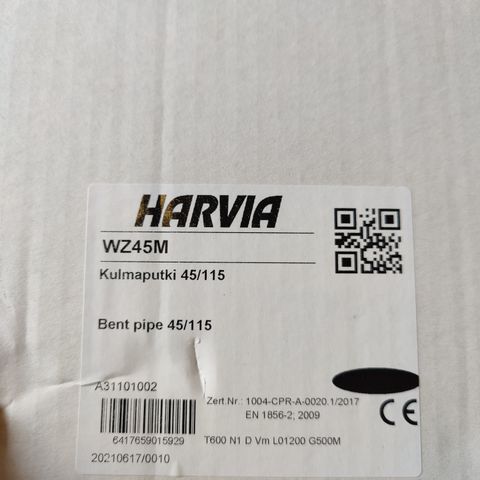 HARVIA
WZ45M
Kulmaputki 45/115
Bent pipe 45/115
A31101002
Zert.Nr.: 1004-CPR-A-0020.1/2017
EN 1856-2; 2009
CE
6417659015929
T600 N1 D Vm L01200 G500M
20210617/0010